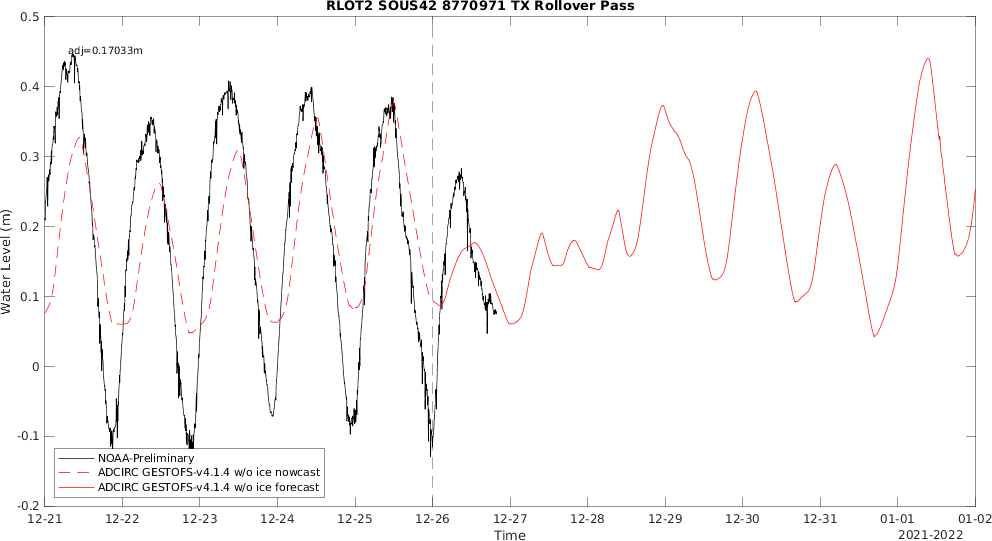 RLOT2 SOUS42 8770971 TX Rollover Pass
adj=0.17033m
0.5
0.4
0.3
0.2
0.1
0
-0.1
-0.2
Water Level (m)
NOAA-Preliminary
ADCIRC GESTOFS-v4.1.4 w/o ice nowcast
ADCIRC GESTOFS-v4.1.4 w/o ice forecast
12-21 12-22 12-23 12-24 12-25 12-26 12-27 12-28 12-29 12-30 12-31 01-01 01-02
Time
2021-2022